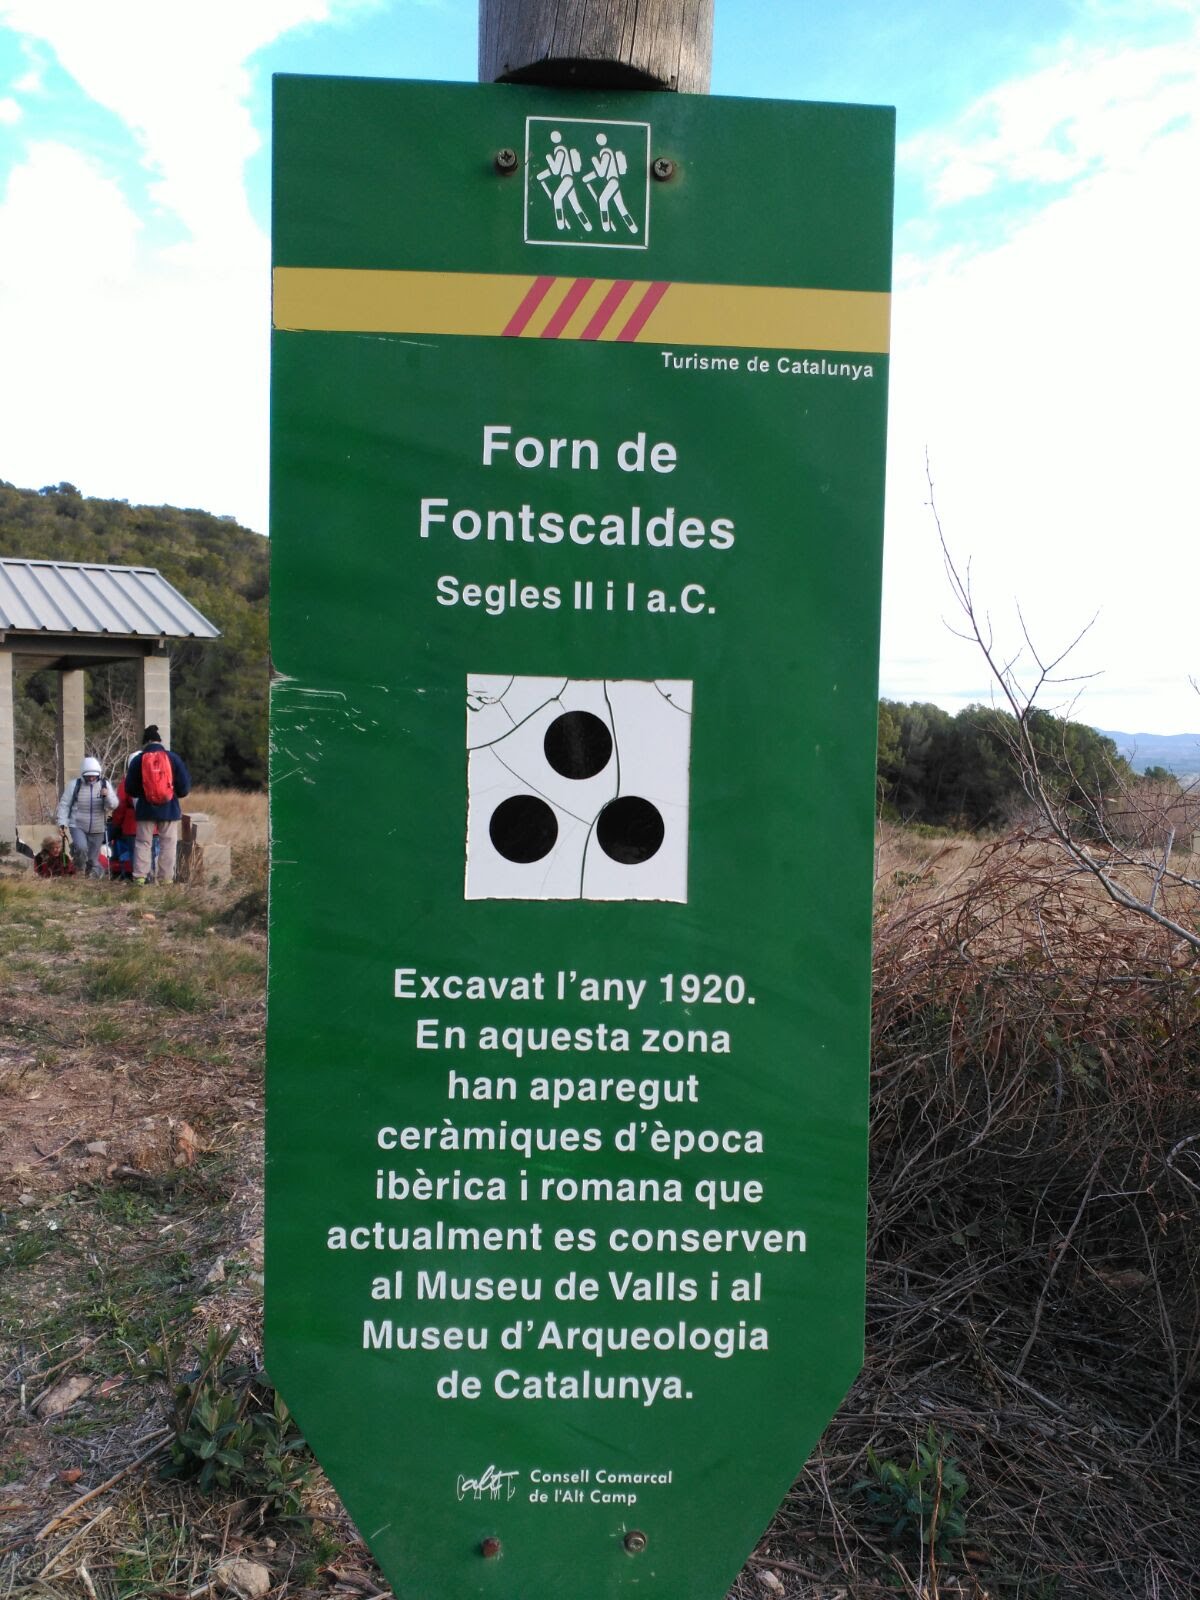 Turisme de Catalunya
Forn de
Fontscaldes
Segles II i I a.C.
Excavat l'any 1920.
En aquesta zona
han aparegut
ceràmiques d'època
ibèrica i romana que
actualment es conserven
al Museu de Valls i al
Museu d'Arqueologia
de Catalunya.
alt CAMP
Consell Comarcal
de l'Alt Camp